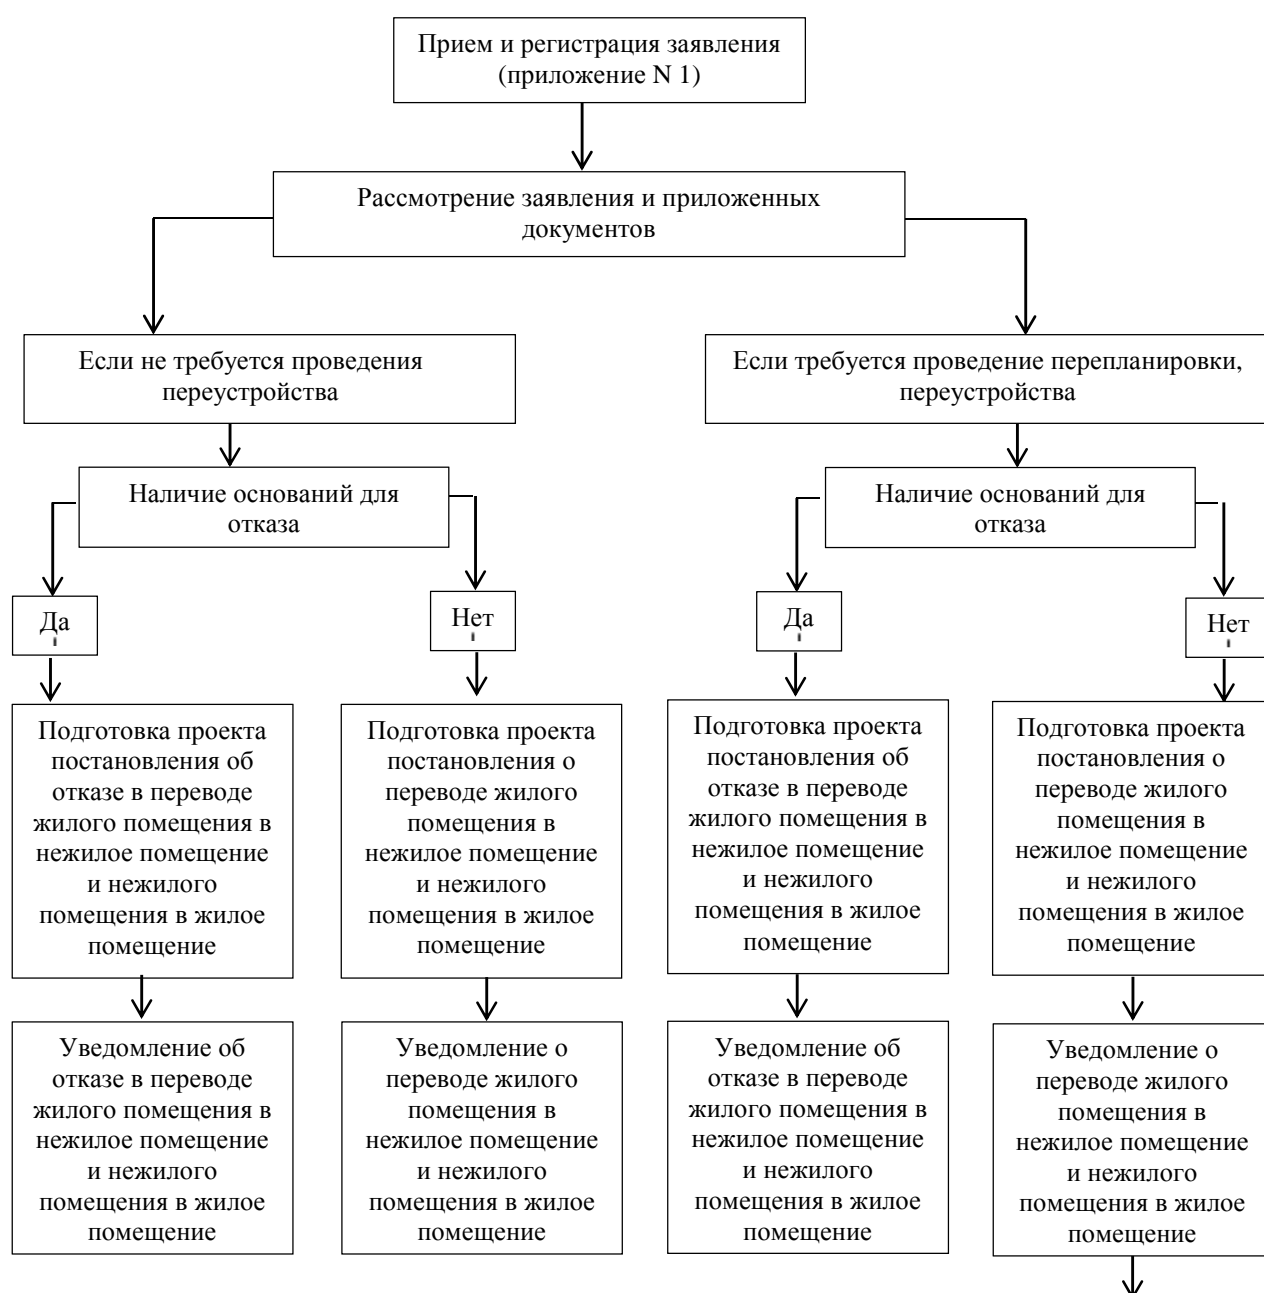 Прием и регистрация заявления
(приложение N 1)
Рассмотрение заявления и приложенных
документов
Если не требуется проведения
переустройства
Если требуется проведение перепланировки,
переустройства
Наличие оснований для
отказа
Наличие оснований для
отказа
Да
Нет
Да
Нет
Подготовка проекта
постановления об
отказе в переводе
жилого помещения в
нежилое помещение
и нежилого
помещения в жилое
помещение
Подготовка проекта
постановления о
переводе жилого
помещения в
нежилое помещение
и нежилого
помещения в жилое
помещение
Подготовка проекта
постановления об
отказе в переводе
жилого помещения в
нежилое помещение
и нежилого
помещения в жилое
помещение
Подготовка проекта
постановления о
переводе жилого
помещения в
нежилое помещение
и нежилого
помещения в жилое
помещение
Уведомление об
отказе в переводе
жилого помещения в
нежилое помещение
и нежилого
помещения в жилое
помещение
Уведомление о
переводе жилого
помещения в
нежилое помещение
и нежилого
помещения в жилое
помещение
Уведомление об
отказе в переводе
жилого помещения в
нежилое помещение
и нежилого
помещения в жилое
помещение
Уведомление о
переводе жилого
помещения в
нежилое помещение
и нежилого
помещения в жилое
помещение